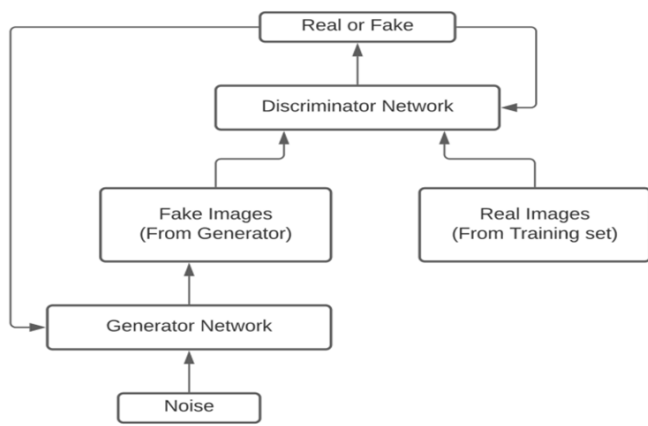 Real or Fake
Discriminator Network
Fake Images
(From Generator)
Real Images
(From Training set)
Generator Network
Noise